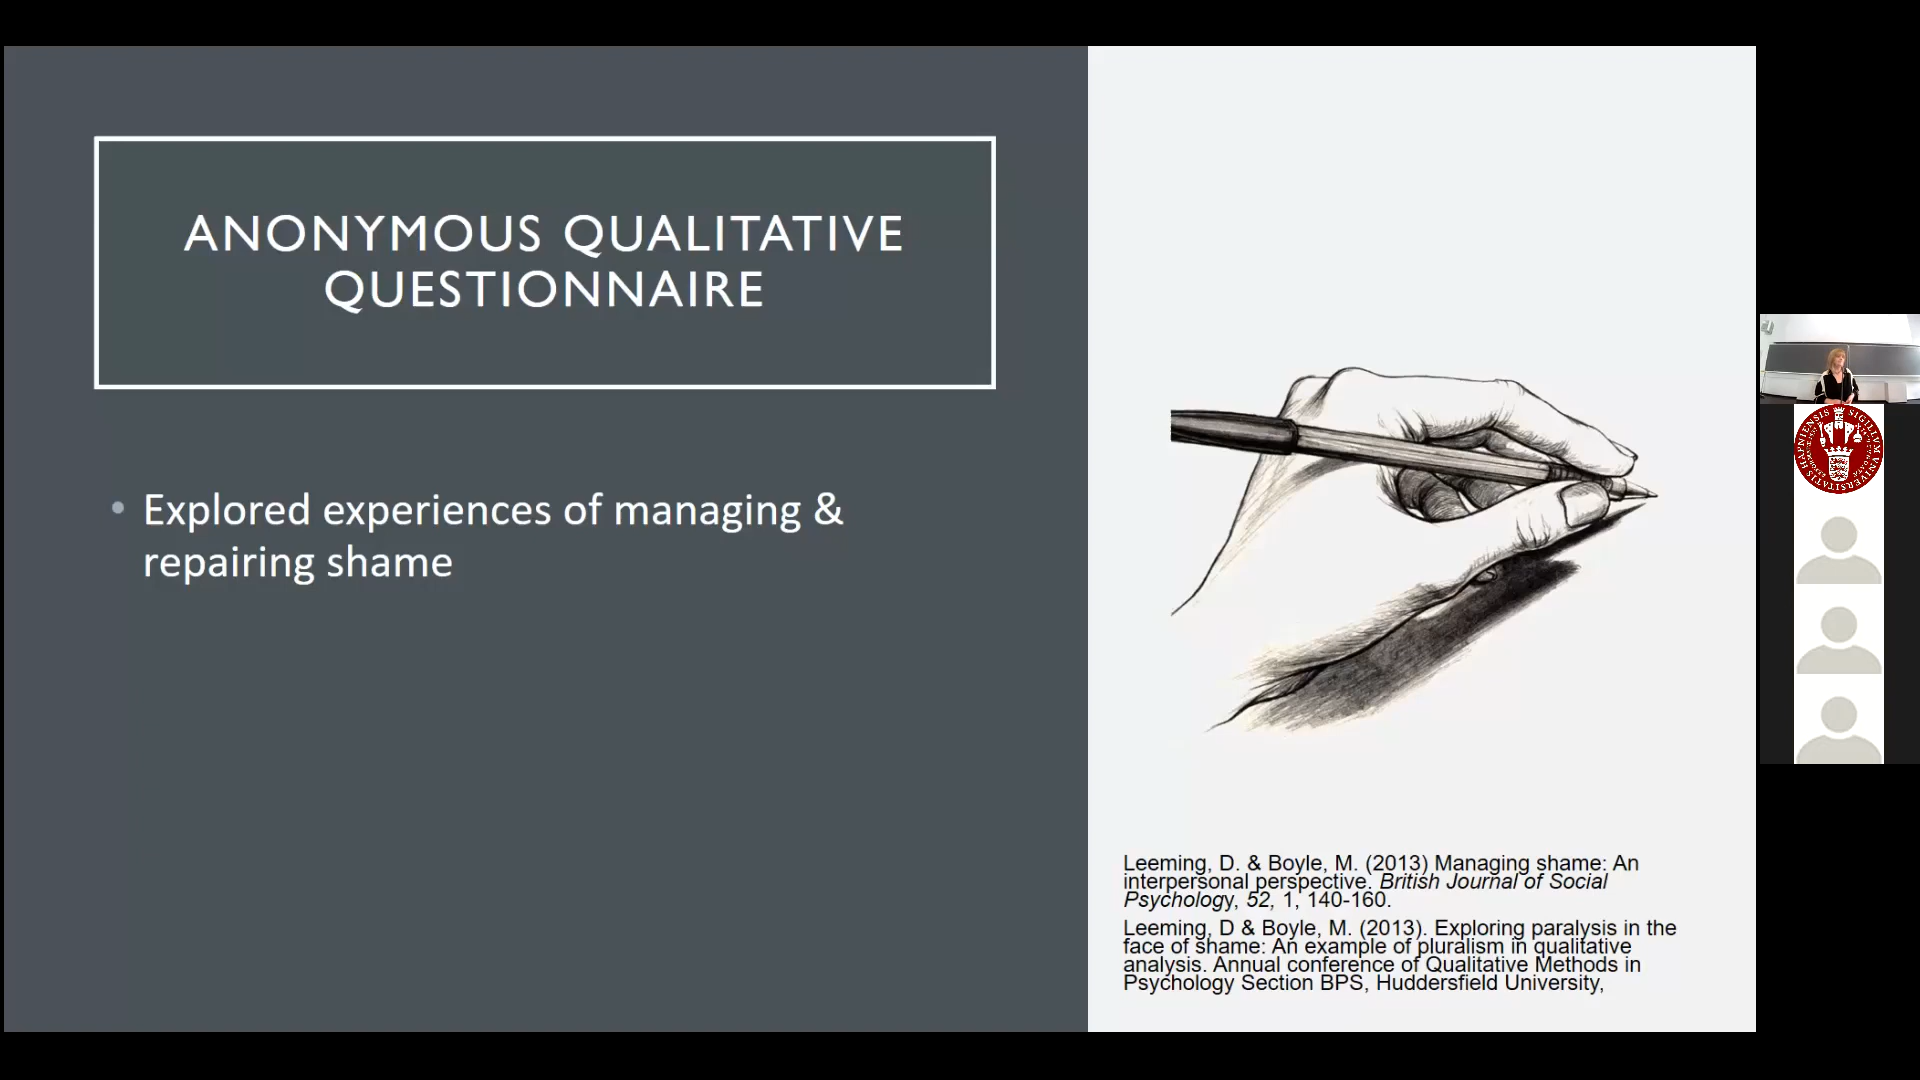 ANONYMOUS QUALITATIVE
QUESTIONNAIRE
• Explored experiences of managing &
repairing shame
Leeming, D. & Boyle, M. (2013) Managing shame: An
interpersonal perspective. British Journal of Social
Psychology, 52, 1, 140-160.
Leeming, D & Boyle, M. (2013). Exploring paralysis in the
face of shame: An example of pluralism in qualitative
analysis. Annual conference of Qualitative Methods in
Psychology Section BPS, Huddersfield University,